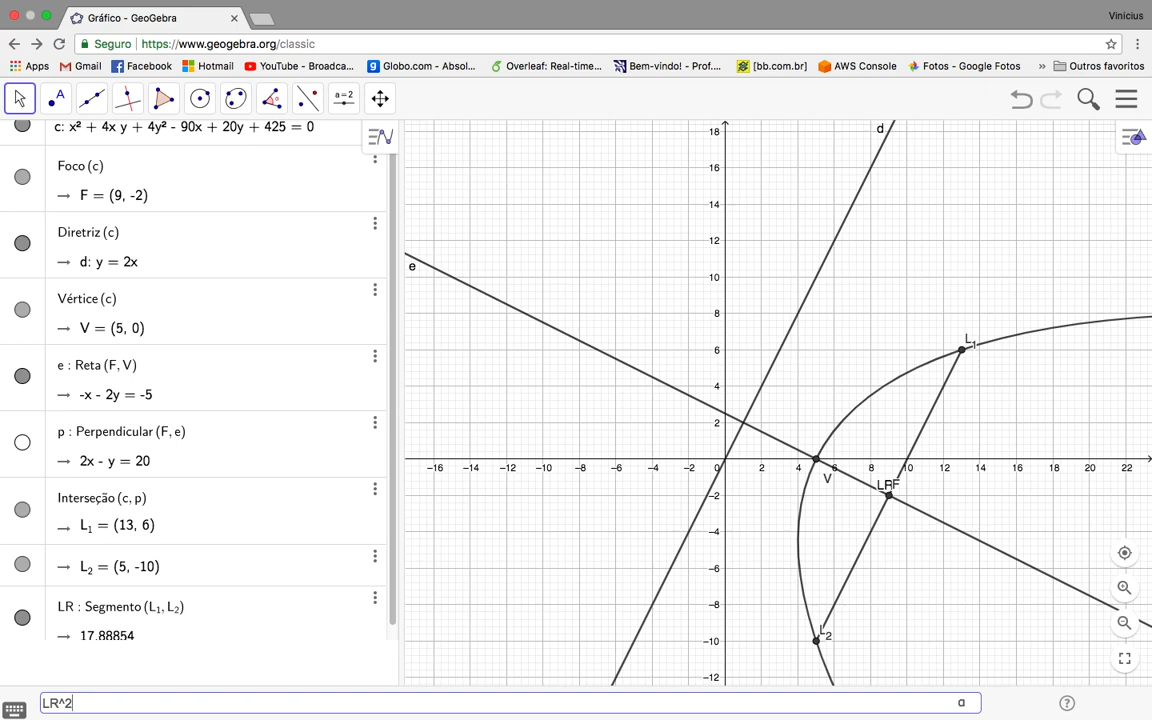 Gráfico - GeoGebra
Vinícius
Seguro https://www.geogebra.org/classic
Apps Gmail Facebook Hotmail YouTube - Broadca... Globo.com - Absol... Overleaf: Real-time... Bem-vindo! - Prof.... [bb.com.br] AWS Console Fotos - Google Fotos » Outros favoritos
A
a=2
c: x² + 4x y + 4y² - 90x + 20y + 425 = 0
Foco (c)
→ F = (9, -2)
Diretriz (c)
→ d: y = 2x
Vértice (c)
→ V = (5, 0)
e : Reta (F, V)
→ -x - 2y = -5
p : Perpendicular (F, e)
→ 2x - y = 20
Interseção (c, p)
→ L₁ = (13, 6)
→ L₂ = (5, -10)
LR : Segmento (L₁, L₂)
→ 17.88854
d
e
18
16
14
12
10
8
6
4
2
-16 -14 -12 -10 -8 -6 -4 -2 0 2 4 6 8 10 12 14 16 18 20 22
-2
-4
-6
-8
-10
-12
L₁
V
LR F
L₂
LR^2
α